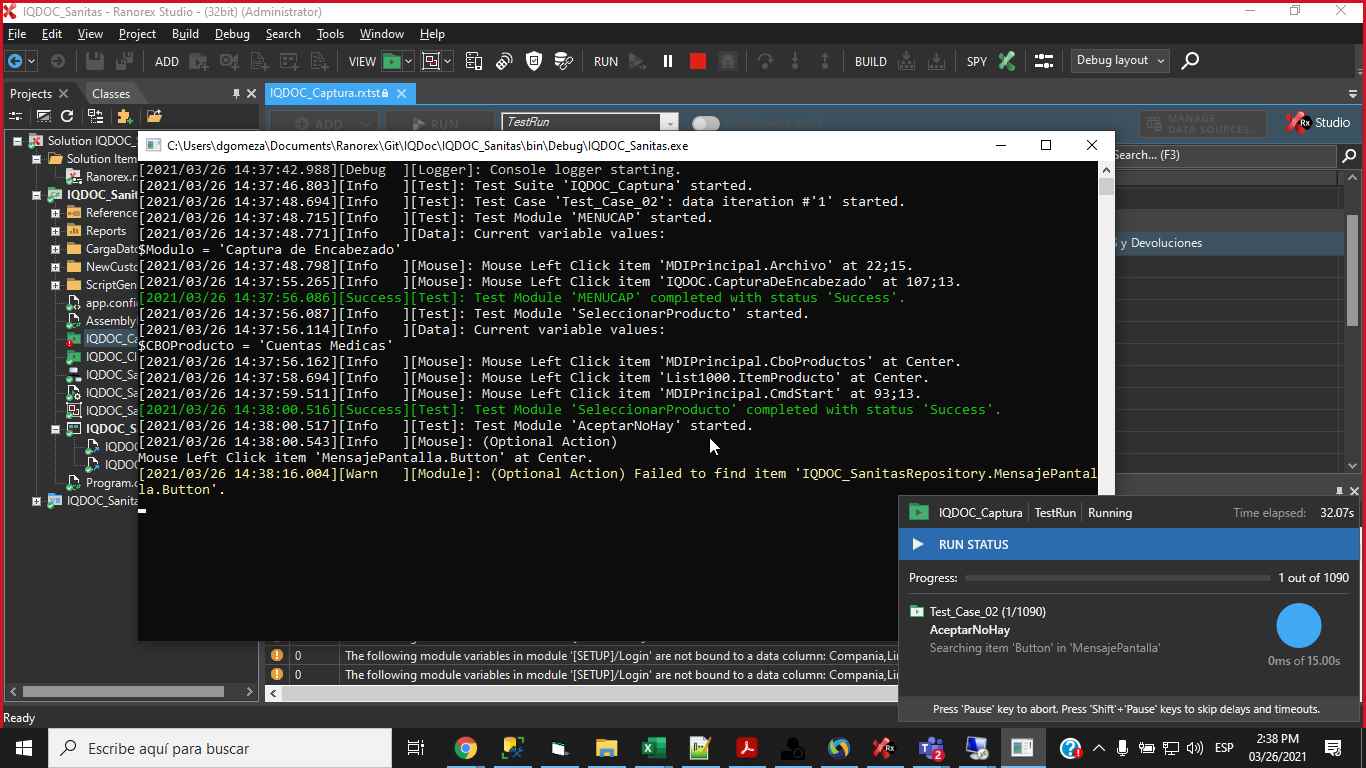 IQDOC_Sanitas - Ranorex Studio - (32bit) (Administrator)
File Edit View Project Build Debug Search Tools Window Help
ADD VIEW RUN BUILD SPY Debug layout
Projects Classes IQDOC_Captura.rxtst
ADD RUN TestRun MANAGE DATA SOURCES... Rx Studio
Solution IQDOC_S
Solution Item
Ranorex.r
IQDOC_Sanit
Reference
Reports
CargaDato
NewCusto
ScriptGen
app.confi
Assembly
IQDOC_Ca
IQDOC_Cl
IQDOC_Sa
IQDOC_Sa
IQDOC_Sa
IQDOC_S
IQDO
IQDO
Program.c
IQDOC_Sanita
C:\Users\dgomeza\Documents\Ranorex\Git\IQDoc\IQDOC_Sanitas\bin\Debug\IQDOC_Sanitas.exe
[2021/03/26 14:37:42.988][Debug  ][Logger]: Console logger starting.
[2021/03/26 14:37:46.803][Info   ][Test]: Test Suite 'IQDOC_Captura' started.
[2021/03/26 14:37:48.694][Info   ][Test]: Test Case 'Test_Case_02': data iteration #'1' started.
[2021/03/26 14:37:48.715][Info   ][Test]: Test Module 'MENUCAP' started.
[2021/03/26 14:37:48.771][Info   ][Data]: Current variable values:
$Modulo = 'Captura de Encabezado'
[2021/03/26 14:37:48.798][Info   ][Mouse]: Mouse Left Click item 'MDIPrincipal.Archivo' at 22;15.
[2021/03/26 14:37:55.265][Info   ][Mouse]: Mouse Left Click item 'IQDOC.CapturaDeEncabezado' at 107;13.
[2021/03/26 14:37:56.086][Success][Test]: Test Module 'MENUCAP' completed with status 'Success'.
[2021/03/26 14:37:56.087][Info   ][Test]: Test Module 'SeleccionarProducto' started.
[2021/03/26 14:37:56.114][Info   ][Data]: Current variable values:
$CBOProducto = 'Cuentas Medicas'
[2021/03/26 14:37:56.162][Info   ][Mouse]: Mouse Left Click item 'MDIPrincipal.CboProductos' at Center.
[2021/03/26 14:37:58.694][Info   ][Mouse]: Mouse Left Click item 'List1000.ItemProducto' at Center.
[2021/03/26 14:37:59.511][Info   ][Mouse]: Mouse Left Click item 'MDIPrincipal.CmdStart' at 93;13.
[2021/03/26 14:38:00.516][Success][Test]: Test Module 'SeleccionarProducto' completed with status 'Success'.
[2021/03/26 14:38:00.517][Info   ][Test]: Test Module 'AceptarNoHay' started.
[2021/03/26 14:38:00.543][Info   ][Mouse]: (Optional Action)
Mouse Left Click item 'MensajePantalla.Button' at Center.
[2021/03/26 14:38:16.004][Warn   ][Module]: (Optional Action) Failed to find item 'IQDOC_SanitasRepository.MensajePantal
la.Button'.
Search... (F3)
y Devoluciones
IQDOC_Captura TestRun Running Time elapsed: 32.07s
RUN STATUS
Progress: 1 out of 1090
Test_Case_02 (1/1090)
AceptarNoHay
Searching item 'Button' in 'MensajePantalla'
0ms of 15.00s
Press 'Pause' key to abort. Press 'Shift'+'Pause' keys to skip delays and timeouts.
0 The following module variables in module '[SETUP]/Login' are not bound to a data column: Compania,Lin
0 The following module variables in module '[SETUP]/Login' are not bound to a data column: Compania,Lin
Ready
Escribe aquí para buscar
ESP
2:38 PM
03/26/2021